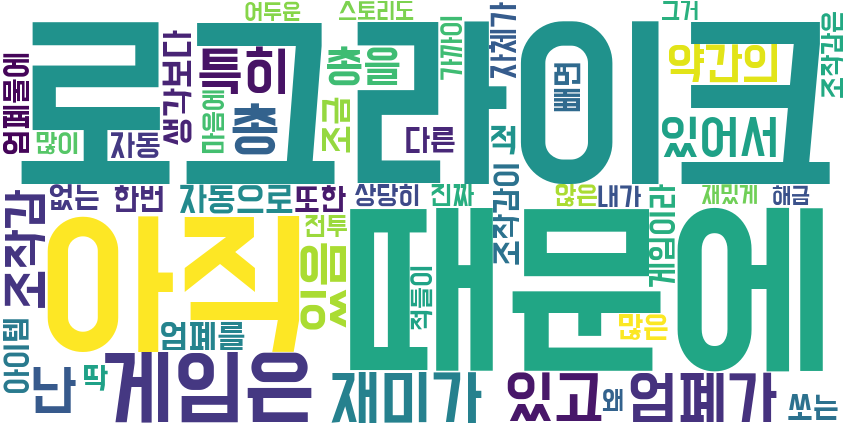 어두운
스토리도
그거
로그라이크
엄폐물에
많이
자동
생각보다
특히
마음에
총
총을
조금
가까이
다른
자체가
적
보면
약간의
있어서
조작감은
조작감
없는
한번
자동으로
또한
상당히
진짜
조작감이
않은
내가
게임이라
재밌게
해금
아직
전투
있음
때문에
적들이
많은
아이템
엄폐를
난
딱
게임은
재미가
있고
왜
엄폐가
쏘는